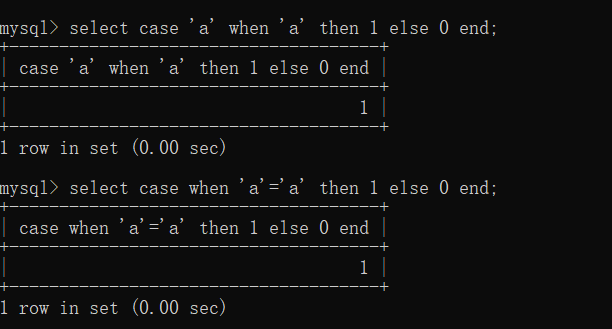 mysql> select case 'a' when 'a' then 1 else 0 end;
+-------------------------------------+
| case 'a' when 'a' then 1 else 0 end |
+-------------------------------------+
|                                   1 |
+-------------------------------------+
1 row in set (0.00 sec)
mysql> select case when 'a'='a' then 1 else 0 end;
+-------------------------------------+
| case when 'a'='a' then 1 else 0 end |
+-------------------------------------+
|                                   1 |
+-------------------------------------+
1 row in set (0.00 sec)